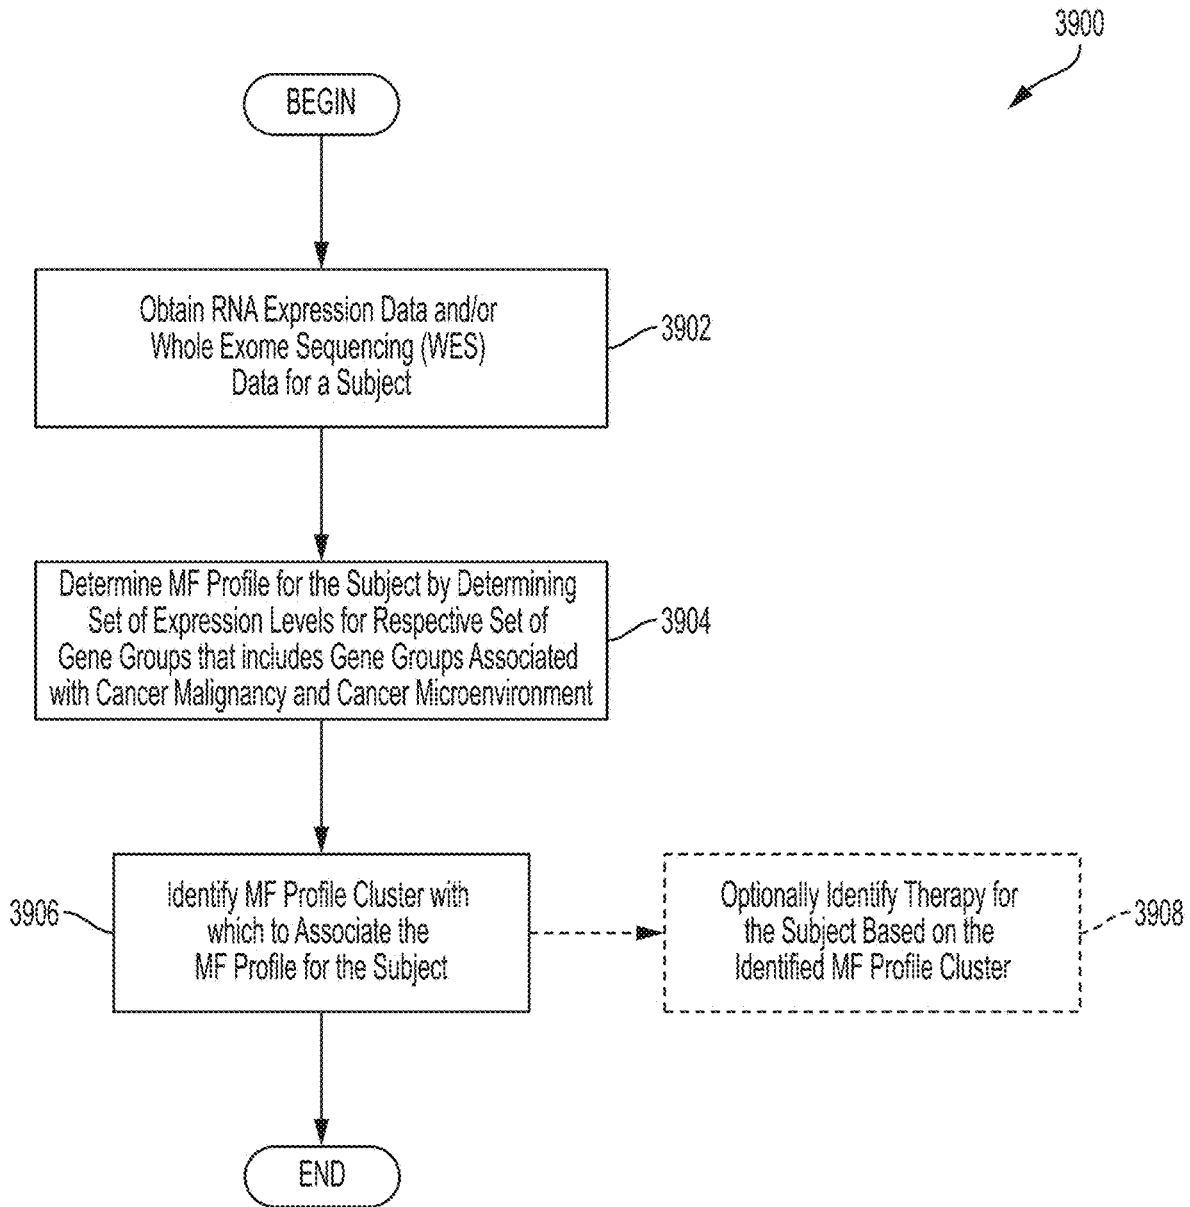 3900
BEGIN
Obtain RNA Expression Data and/or
Whole Exome Sequencing (WES)
Data for a Subject
3902
Determine MF Profile for the Subject by Determining
Set of Expression Levels for Respective Set of
Gene Groups that includes Gene Groups Associated
with Cancer Malignancy and Cancer Microenvironment
3904
3906
Identify MF Profile Cluster with
which to Associate the
MF Profile for the Subject
Optionally Identify Therapy for
the Subject Based on the
Identified MF Profile Cluster
3908
END